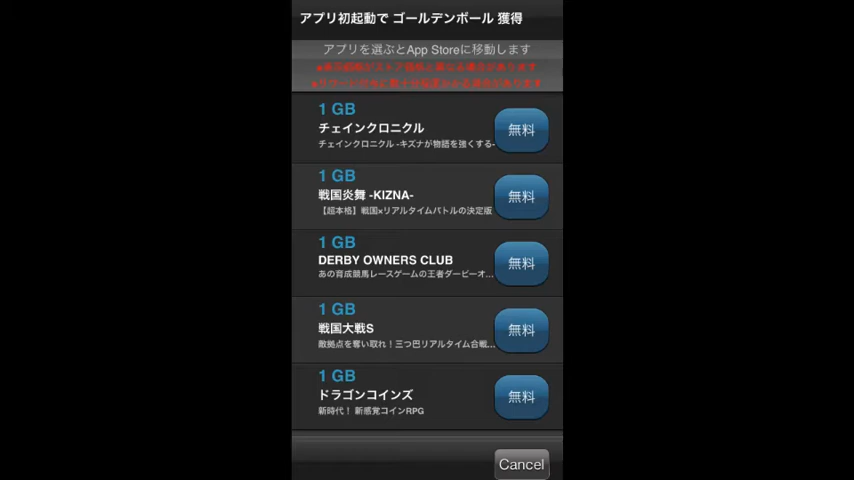 アプリ初起動で ゴールデンボール 獲得
アプリを選ぶとApp Storeに移動します
1 GB
チェインクロニクル
チェインクロニクル -キズナが物語を強くする-
無料
1 GB
戦国炎舞 -KIZNA-
【超本格】戦国×リアルタイムバトルの決定版
無料
1 GB
DERBY OWNERS CLUB
あの育成競馬レースゲームの王者ダービーオ...
無料
1 GB
戦国大戦S
敵拠点を奪い取れ！三つ巴リアルタイム合戦...
無料
1 GB
ドラゴンコインズ
新時代！ 新感覚コインRPG
無料
Cancel